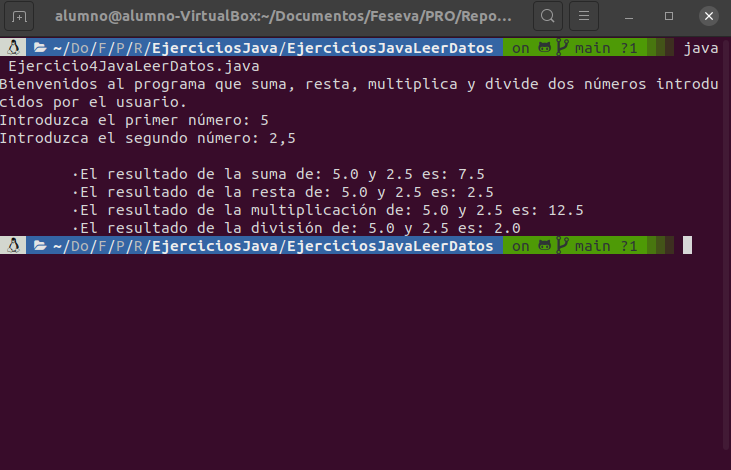 alumno@alumno-VirtualBox:~/Documentos/Feseva/PRO/Repo...
~/Do/F/P/R/EjerciciosJava/EjerciciosJavaLeerDatos on main ?1 java
Ejercicio4JavaLeerDatos.java
Bienvenidos al programa que suma, resta, multiplica y divide dos números introdu
cidos por el usuario.
Introduzca el primer número: 5
Introduzca el segundo número: 2,5
·El resultado de la suma de: 5.0 y 2.5 es: 7.5
·El resultado de la resta de: 5.0 y 2.5 es: 2.5
·El resultado de la multiplicación de: 5.0 y 2.5 es: 12.5
·El resultado de la división de: 5.0 y 2.5 es: 2.0
~/Do/F/P/R/EjerciciosJava/EjerciciosJavaLeerDatos on main ?1